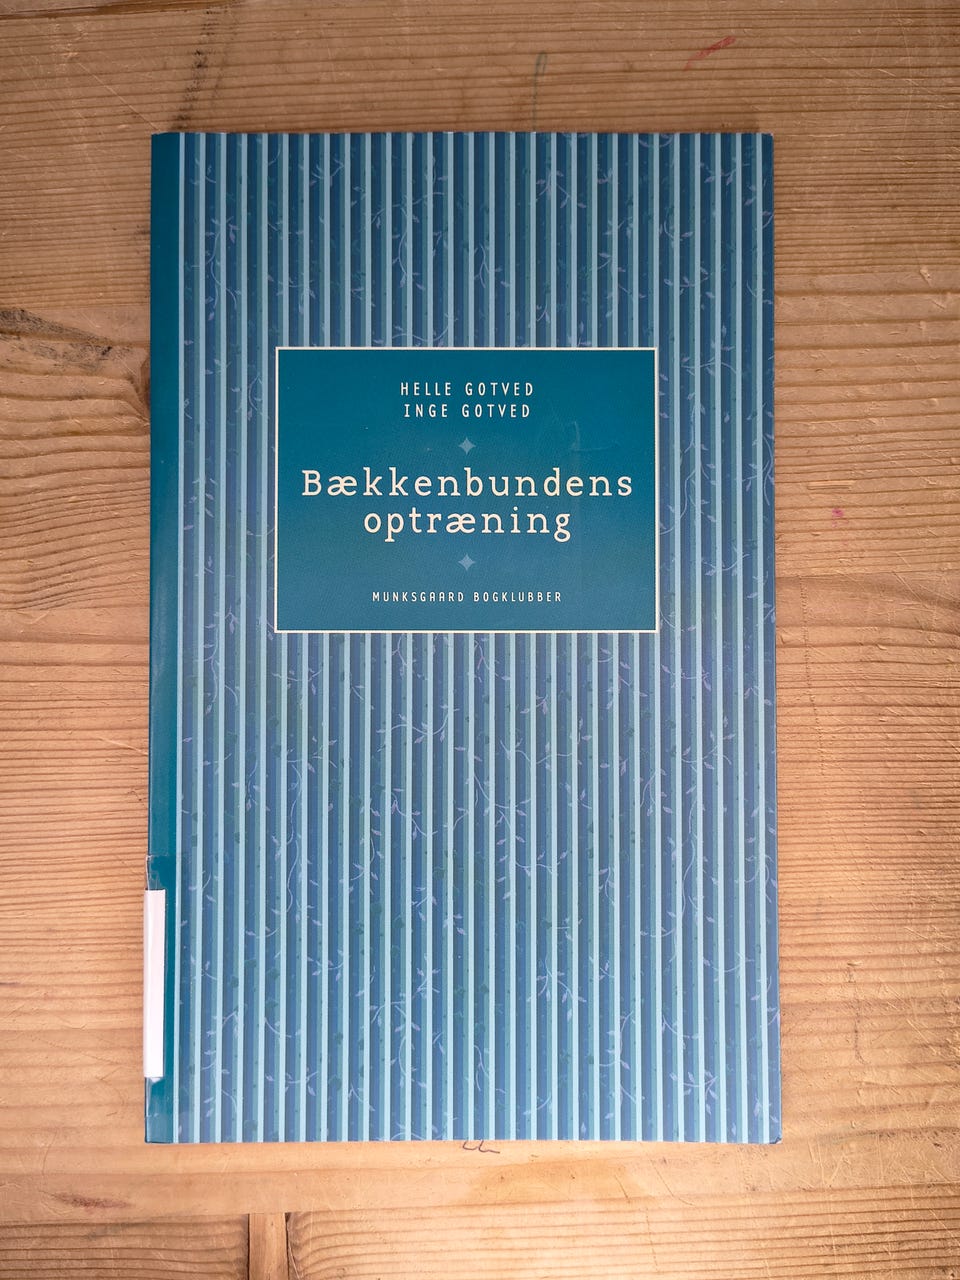 HELLE GOTVED
INGE GOTVED
Bækkenbundens
optræning
MUNKSGAARD BOGKLUBBER